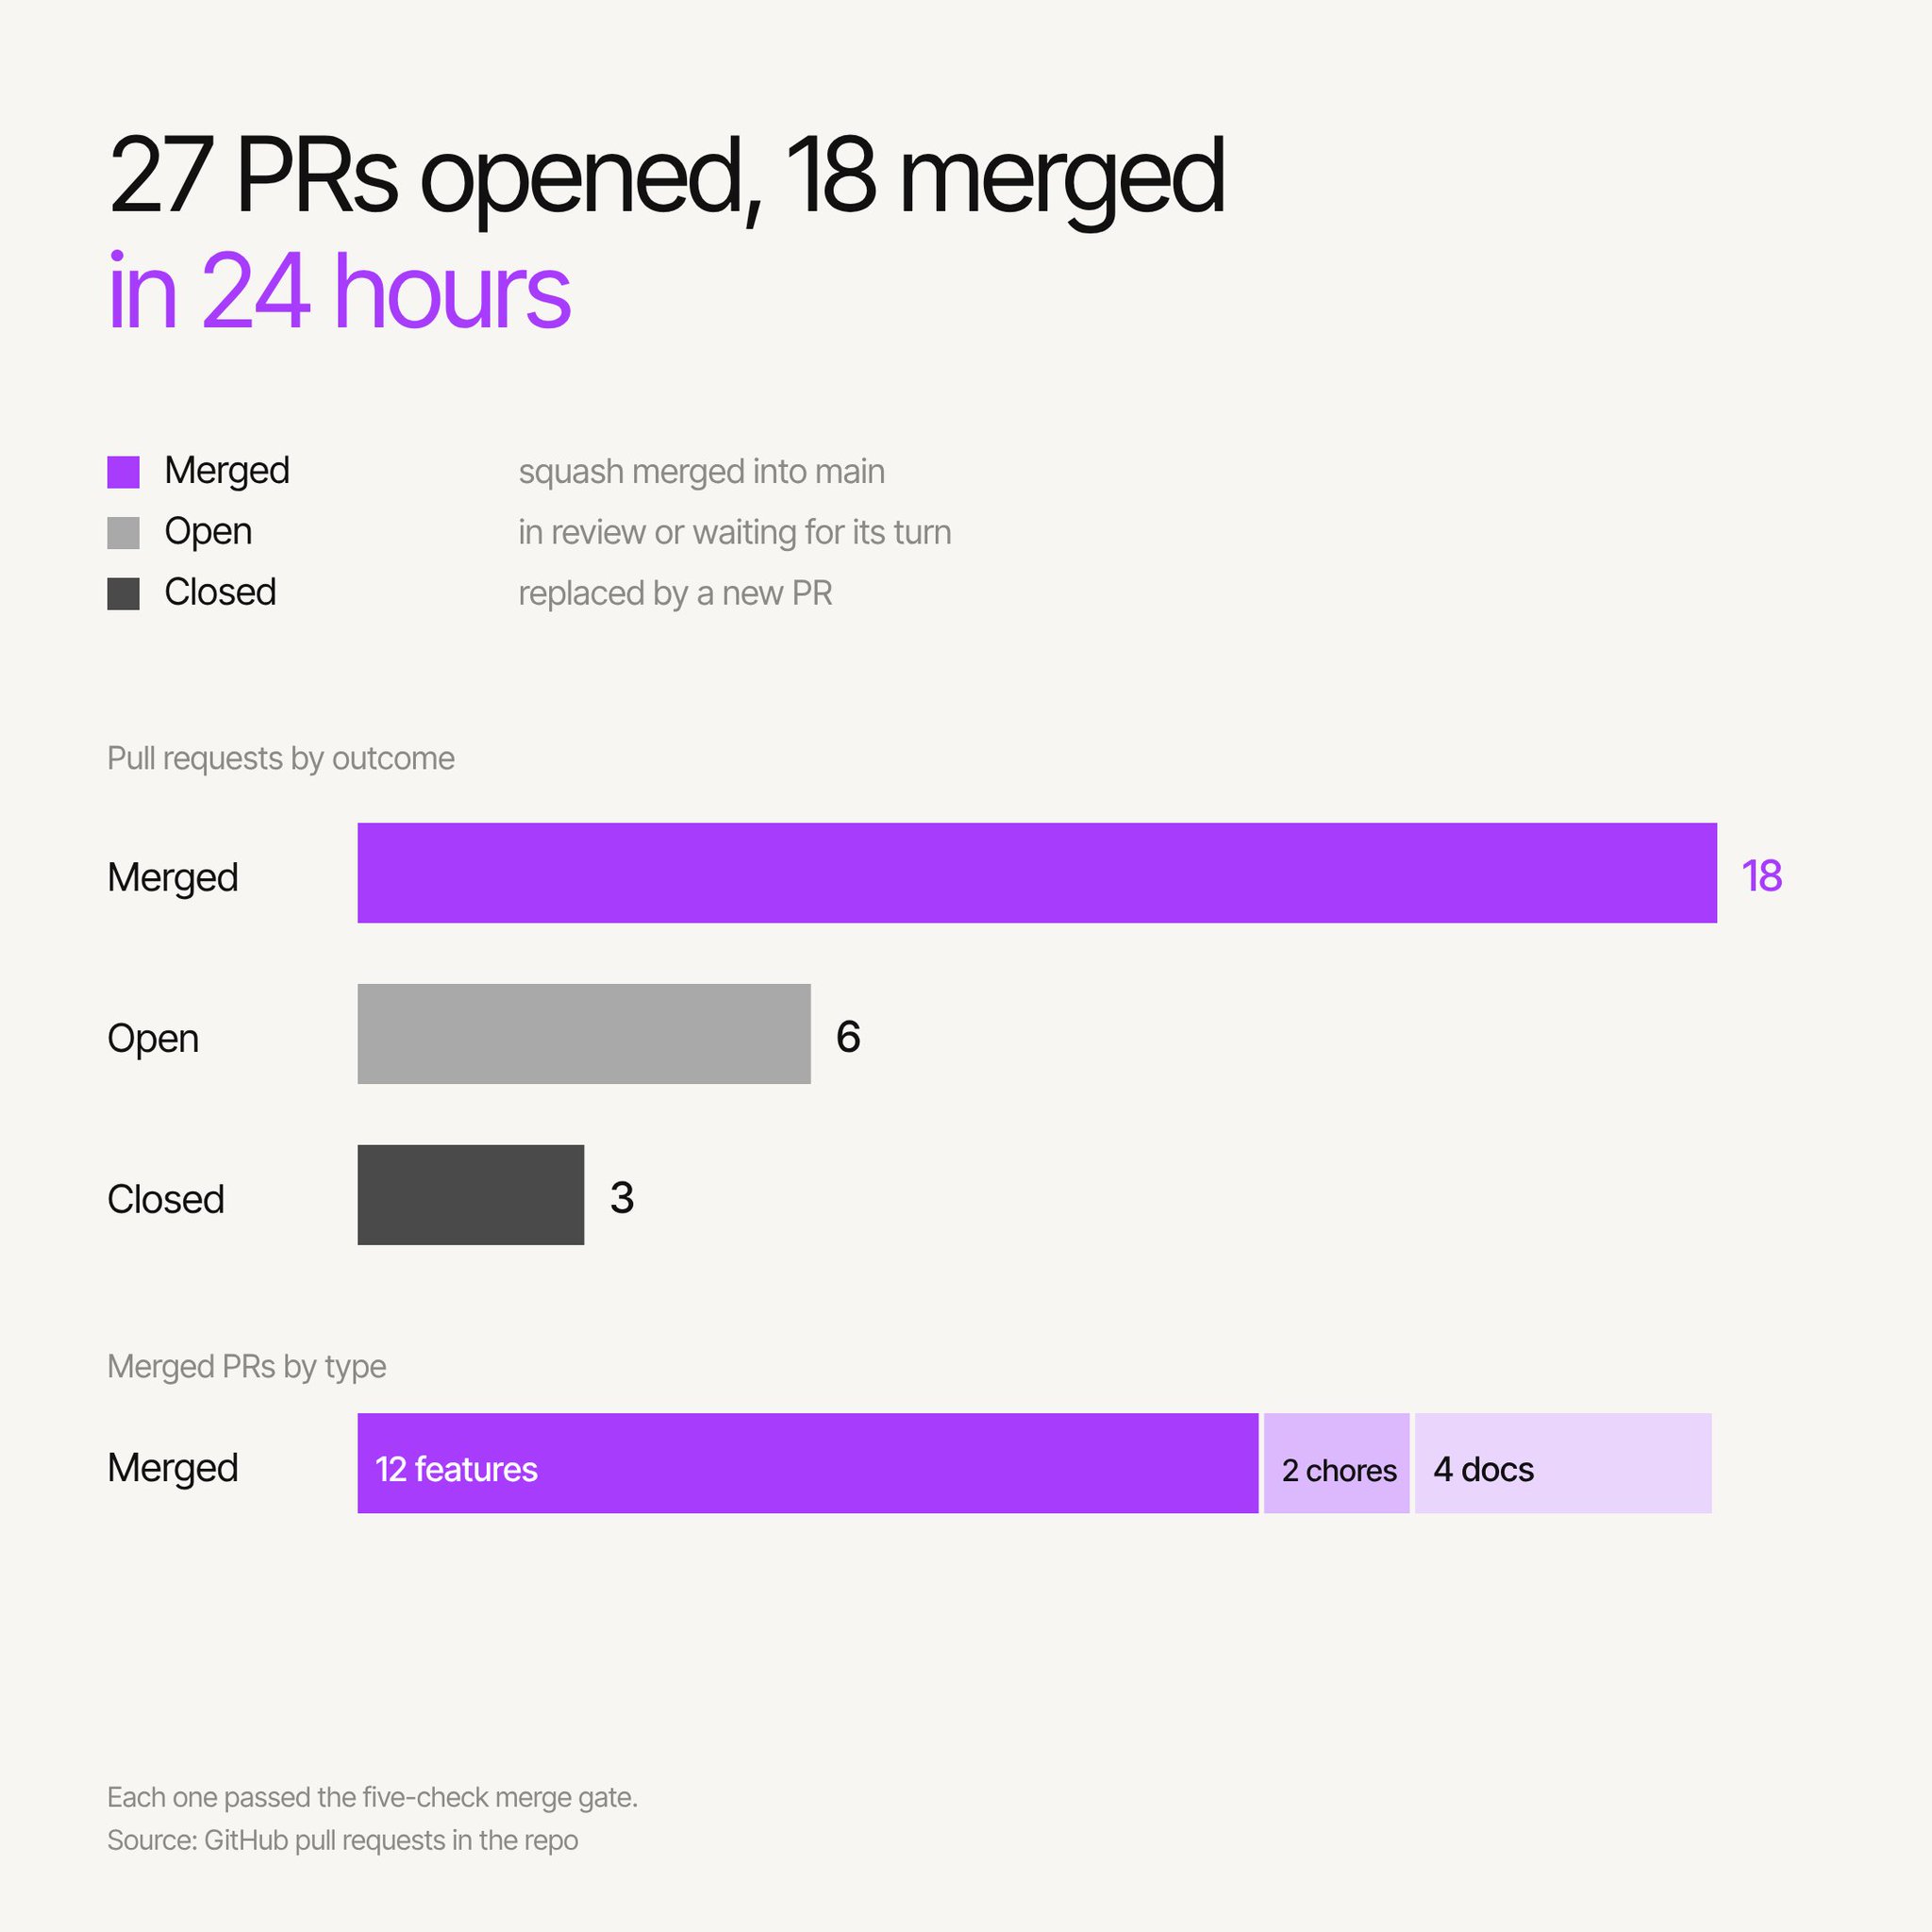 27 PRs opened, 18 merged
in 24 hours
Merged squash merged into main
Open in review or waiting for its turn
Closed replaced by a new PR
Pull requests by outcome
Merged 18
Open 6
Closed 3
Merged PRs by type
Merged 12 features 2 chores 4 docs
Each one passed the five-check merge gate.
Source: GitHub pull requests in the repo